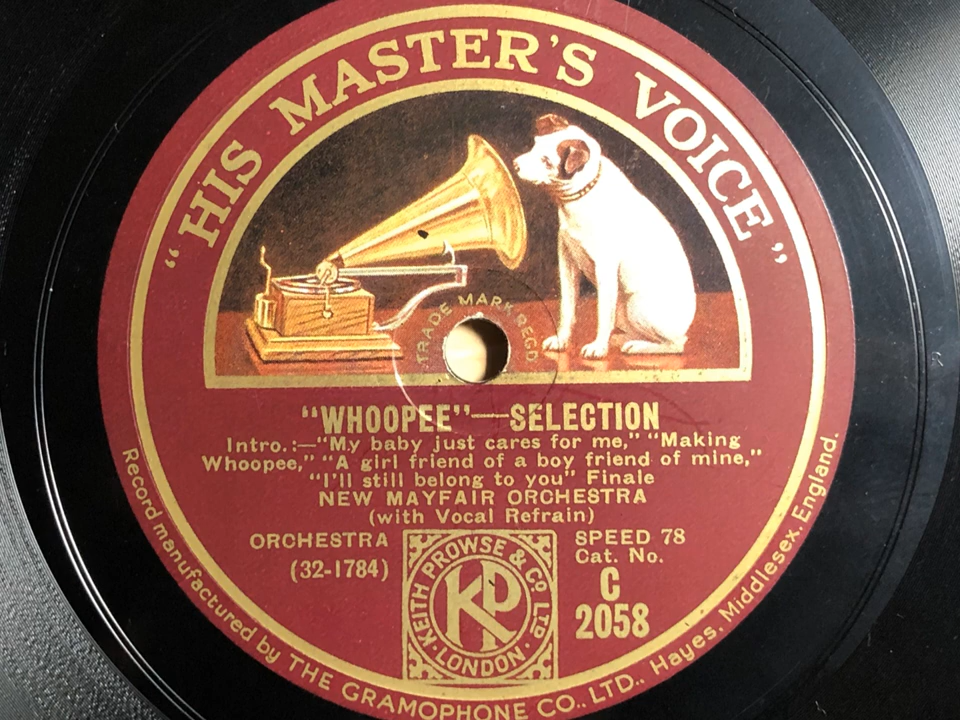 "HIS MASTER'S VOICE"
TRADE MARK REGD
"WHOOPEE"—SELECTION
Intro.:—"My baby just cares for me," "Making
Whoopee," "A girl friend of a boy friend of mine,"
"I'll still belong to you" Finale
NEW MAYFAIR ORCHESTRA
(with Vocal Refrain)
ORCHESTRA
(32-1784)
KEITH PROWSE & Co LTD
KP
· LONDON ·
SPEED 78
Cat. No.
C
2058
Record manufactured by THE GRAMOPHONE CO., LTD., Hayes, Middlesex, England.